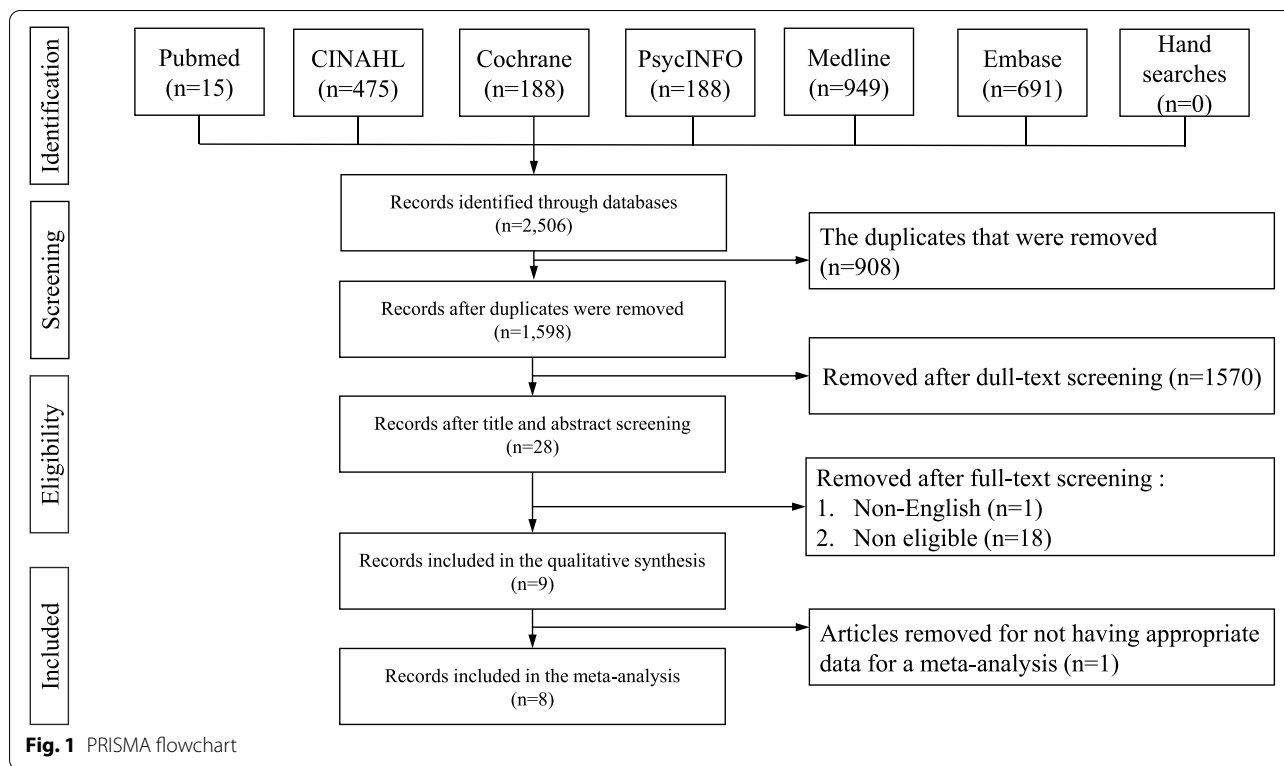 Identification
Pubmed
(n=15)
CINAHL
(n=475)
Cochrane
(n=188)
PsycINFO
(n=188)
Medline
(n=949)
Embase
(n=691)
Hand
searches
(n=0)
Records identified through databases
(n=2,506)
Screening
The duplicates that were removed
(n=908)
Records after duplicates were removed
(n=1,598)
Removed after dull-text screening (n=1570)
Eligibility
Records after title and abstract screening
(n=28)
Removed after full-text screening :
1. Non-English (n=1)
2. Non eligible (n=18)
Records included in the qualitative synthesis
(n=9)
Included
Articles removed for not having appropriate
data for a meta-analysis (n=1)
Records included in the meta-analysis
(n=8)
Fig. 1 PRISMA flowchart